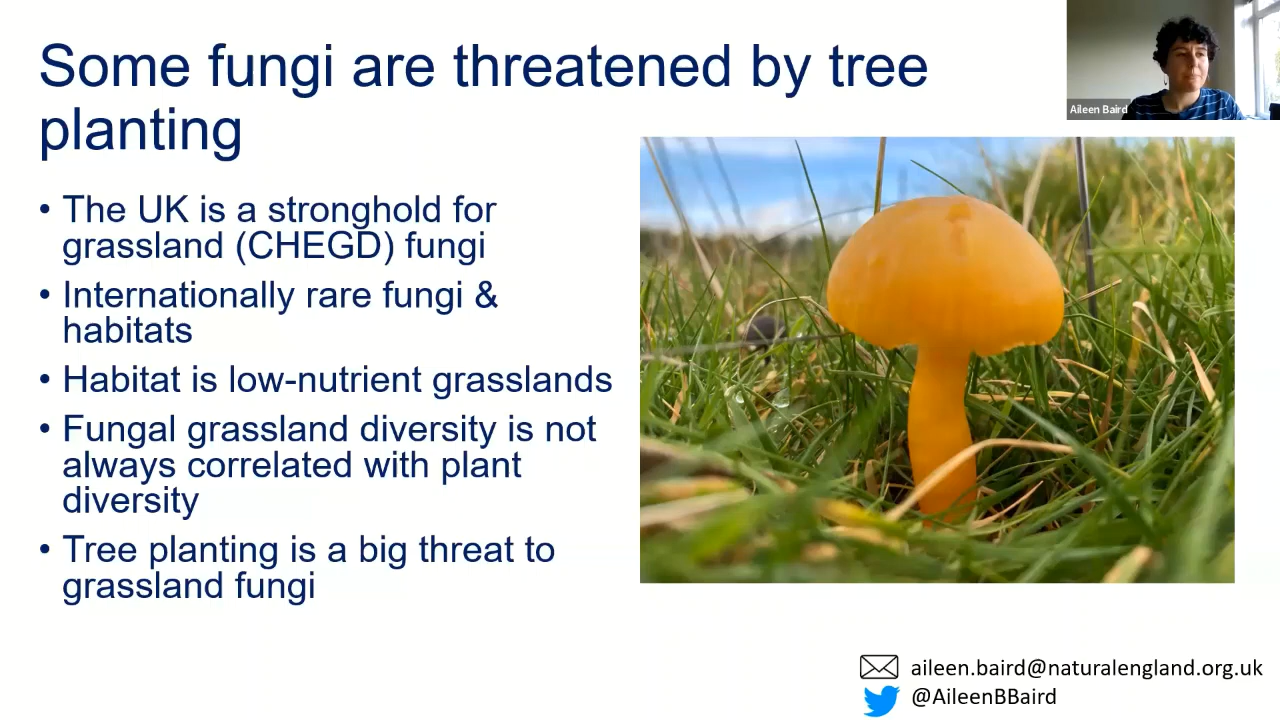 Some fungi are threatened by tree
planting
Aileen Baird
• The UK is a stronghold for
grassland (CHEGD) fungi
• Internationally rare fungi &
habitats
• Habitat is low-nutrient grasslands
• Fungal grassland diversity is not
always correlated with plant
diversity
• Tree planting is a big threat to
grassland fungi
aileen.baird@naturalengland.org.uk
@AileenBBaird